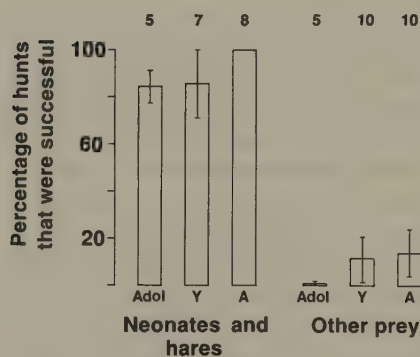 5 7 8 5 10 10
Percentage of hunts
that were successful
100
60
20
Adol Y A Adol Y A
Neonates and
hares
Other prey